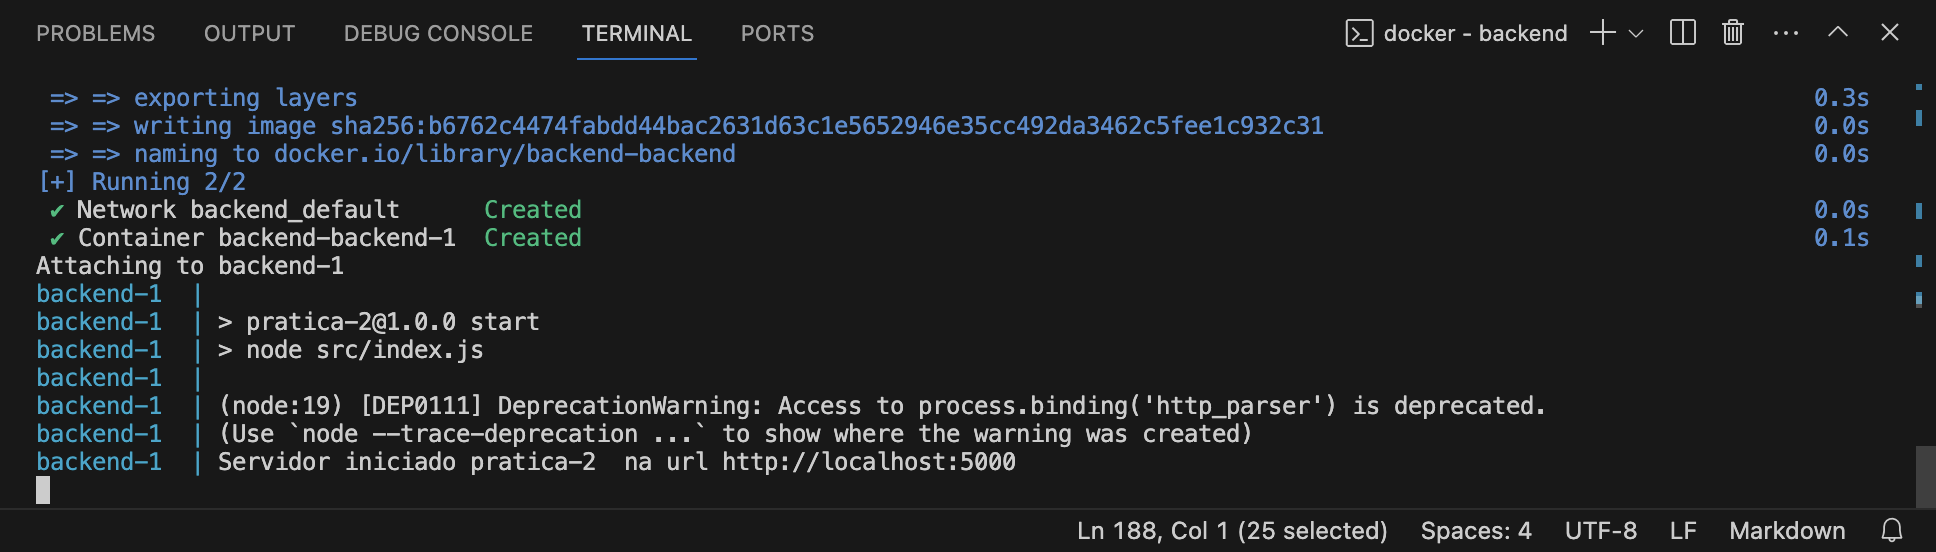 PROBLEMS OUTPUT DEBUG CONSOLE TERMINAL PORTS docker - backend
=> => exporting layers 0.3s
=> => writing image sha256:b6762c4474fabdd44bac2631d63c1e5652946e35cc492da3462c5fee1c932c31 0.0s
=> => naming to docker.io/library/backend-backend 0.0s
[+] Running 2/2
✔ Network backend_default Created 0.0s
✔ Container backend-backend-1 Created 0.1s
Attaching to backend-1
backend-1 |
backend-1 | > pratica-2@1.0.0 start
backend-1 | > node src/index.js
backend-1 |
backend-1 | (node:19) [DEP0111] DeprecationWarning: Access to process.binding('http_parser') is deprecated.
backend-1 | (Use `node --trace-deprecation ...` to show where the warning was created)
backend-1 | Servidor iniciado pratica-2  na url http://localhost:5000
Ln 188, Col 1 (25 selected) Spaces: 4 UTF-8 LF Markdown